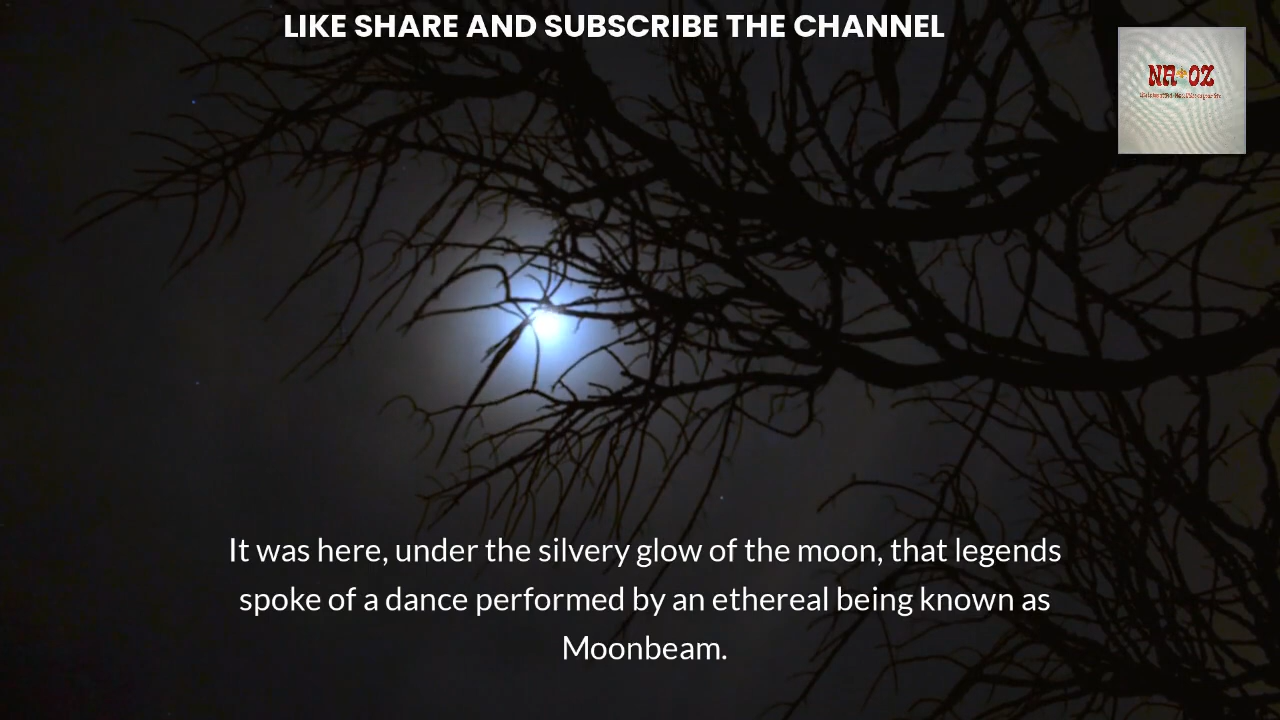 LIKE SHARE AND SUBSCRIBE THE CHANNEL
NA OZ
It was here, under the silvery glow of the moon, that legends
spoke of a dance performed by an ethereal being known as
Moonbeam.